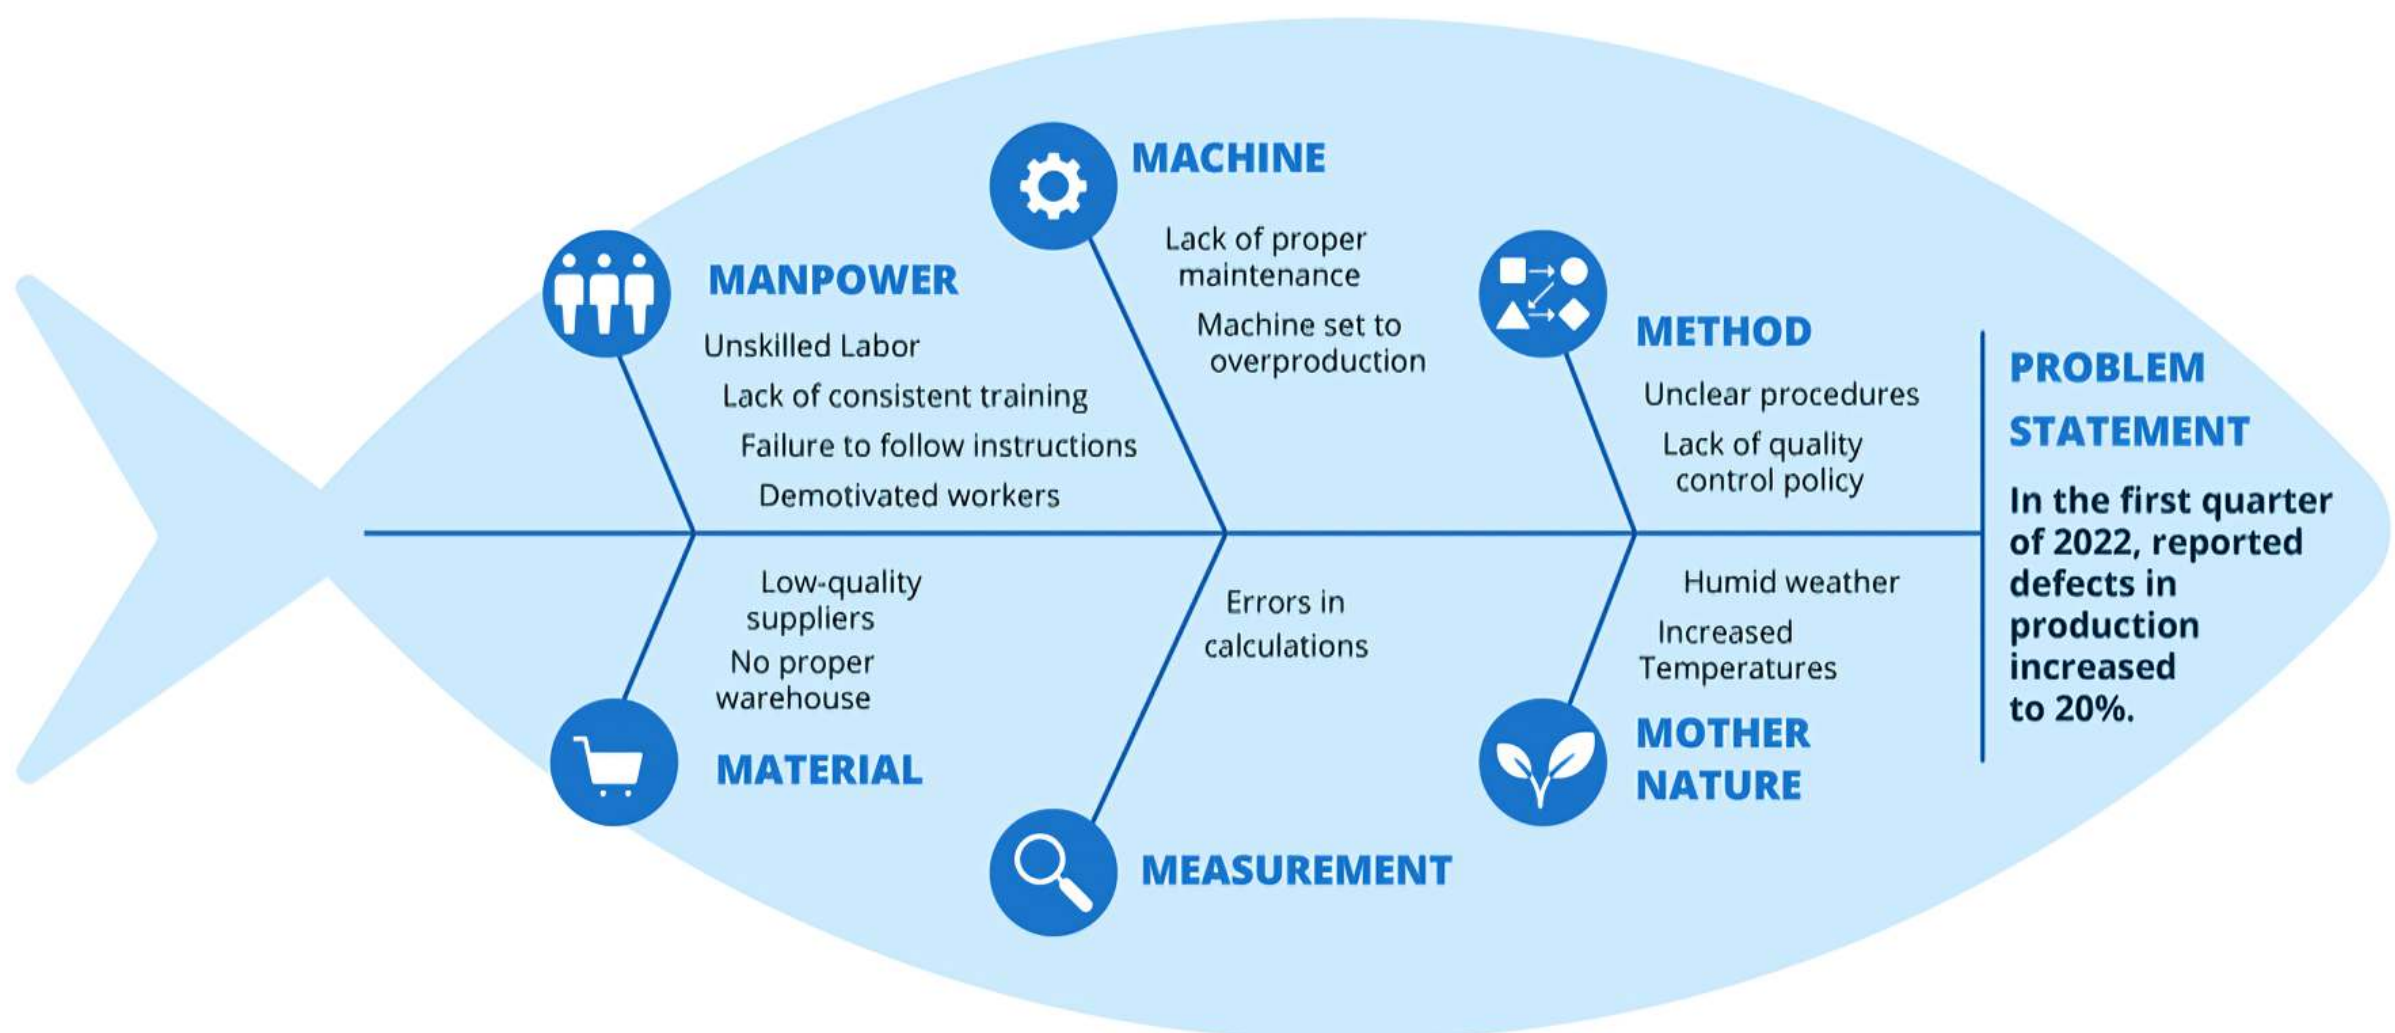 MANPOWER
Unskilled Labor
Lack of consistent training
Failure to follow instructions
Demotivated workers
MACHINE
Lack of proper
maintenance
Machine set to
overproduction
METHOD
Unclear procedures
Lack of quality
control policy
Low-quality
suppliers
No proper
warehouse
MATERIAL
Errors in
calculations
MEASUREMENT
Humid weather
Increased
Temperatures
MOTHER
NATURE
PROBLEM
STATEMENT
In the first quarter
of 2022, reported
defects in
production
increased
to 20%.